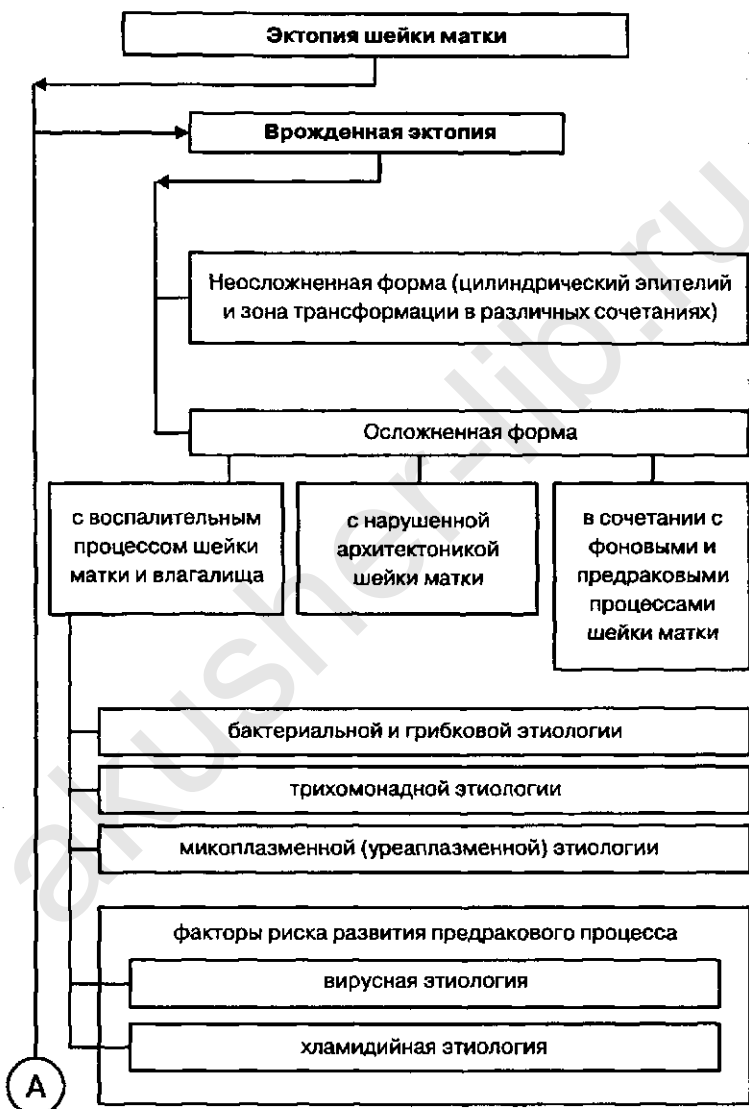 Эктопия шейки матки
Врожденная эктопия
Неосложненная форма (цилиндрический эпителий
и зона трансформации в различных сочетаниях)
Осложненная форма
с воспалительным
процессом шейки
матки и влагалища
с нарушенной
архитектоникой
шейки матки
в сочетании с
фоновыми и
предраковыми
процессами
шейки матки
бактериальной и грибковой этиологии
трихомонадной этиологии
микоплазменной (уреаплазменной) этиологии
факторы риска развития предракового процесса
вирусная этиология
хламидийная этиология
А
akusher-lib.ru